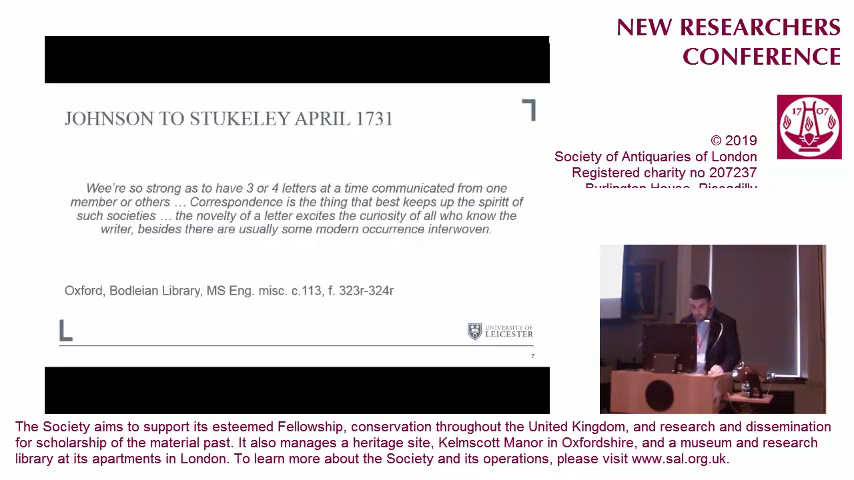 NEW RESEARCHERS
CONFERENCE
JOHNSON TO STUKELEY APRIL 1731
Wee're so strong as to have 3 or 4 letters at a time communicated from one
member or others … Correspondence is the thing that best keeps up the spiritt of
such societies … the novelty of a letter excites the curiosity of all who know the
writer, besides there are usually some modern occurrence interwoven.
Oxford, Bodleian Library, MS Eng. misc. c.113, f. 323r-324r
UNIVERSITY OF
LEICESTER
7
17 07
© 2019
Society of Antiquaries of London
Registered charity no 207237
Burlington House, Piccadilly
The Society aims to support its esteemed Fellowship, conservation throughout the United Kingdom, and research and dissemination
for scholarship of the material past. It also manages a heritage site, Kelmscott Manor in Oxfordshire, and a museum and research
library at its apartments in London. To learn more about the Society and its operations, please visit www.sal.org.uk.